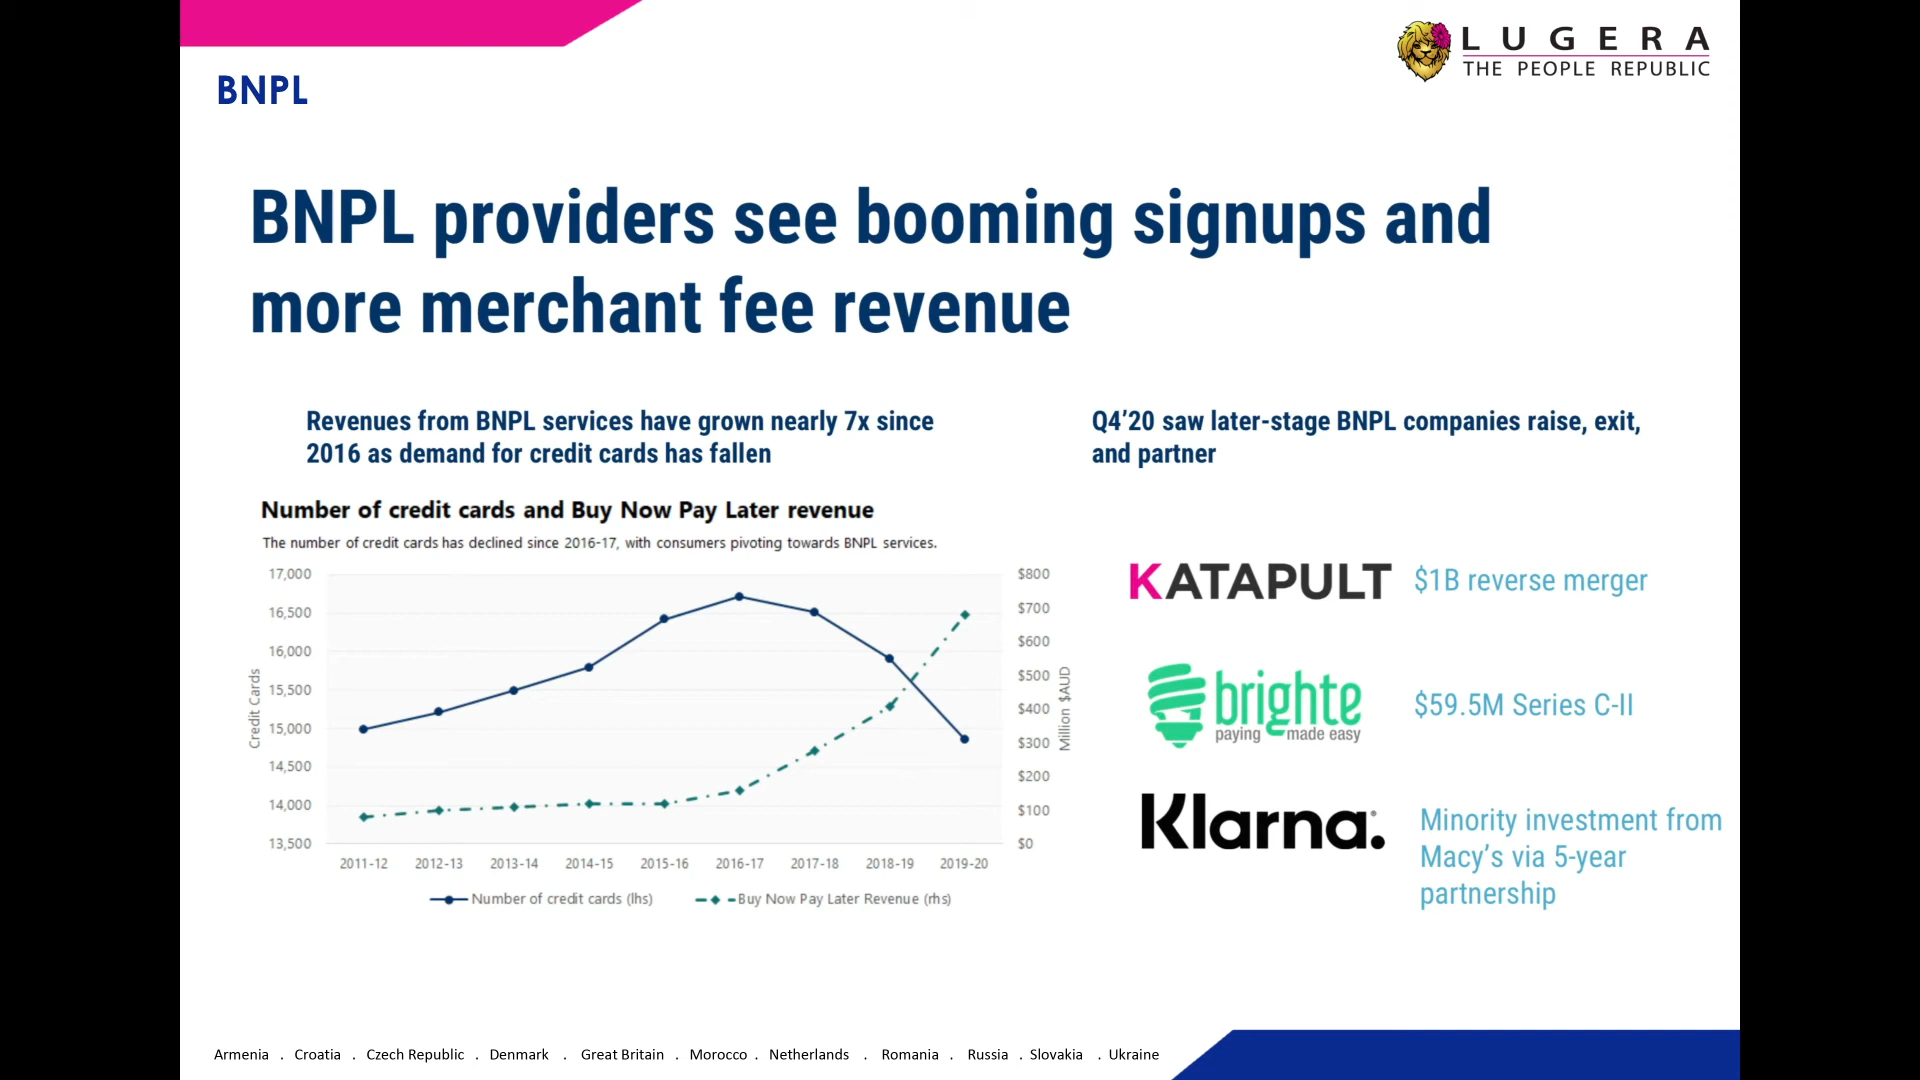 LUGERA
THE PEOPLE REPUBLIC
BNPL
BNPL providers see booming signups and
more merchant fee revenue
Revenues from BNPL services have grown nearly 7x since
2016 as demand for credit cards has fallen
Number of credit cards and Buy Now Pay Later revenue
The number of credit cards has declined since 2016-17, with consumers pivoting towards BNPL services.
17,000
16,500
16,000
15,500
15,000
14,500
14,000
13,500
Credit Cards
$800
$700
$600
$500
$400
$300
$200
$100
$0
Million $AUD
2011-12 2012-13 2013-14 2014-15 2015-16 2016-17 2017-18 2018-19 2019-20
Number of credit cards (lhs) Buy Now Pay Later Revenue (rhs)
Q4’20 saw later-stage BNPL companies raise, exit,
and partner
KATAPULT $1B reverse merger
brighte
paying made easy
$59.5M Series C-II
Klarna.
Minority investment from
Macy’s via 5-year
partnership
Armenia . Croatia . Czech Republic . Denmark . Great Britain . Morocco . Netherlands . Romania . Russia . Slovakia . Ukraine